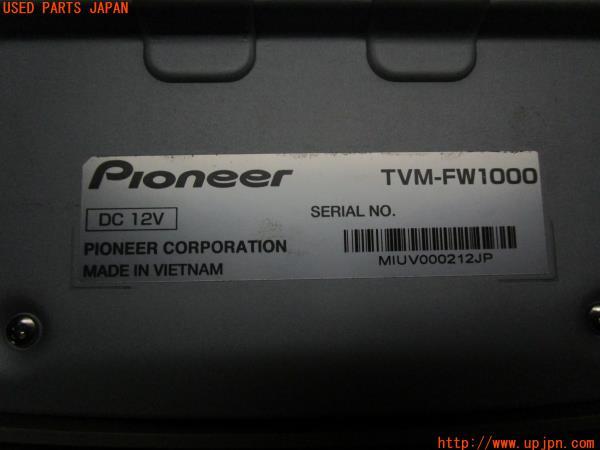 USED PARTS JAPAN
Pioneer
TVM-FW1000
DC 12V
SERIAL NO.
PIONEER CORPORATION
MADE IN VIETNAM
MIUV000212JP
http://www.upj.com/